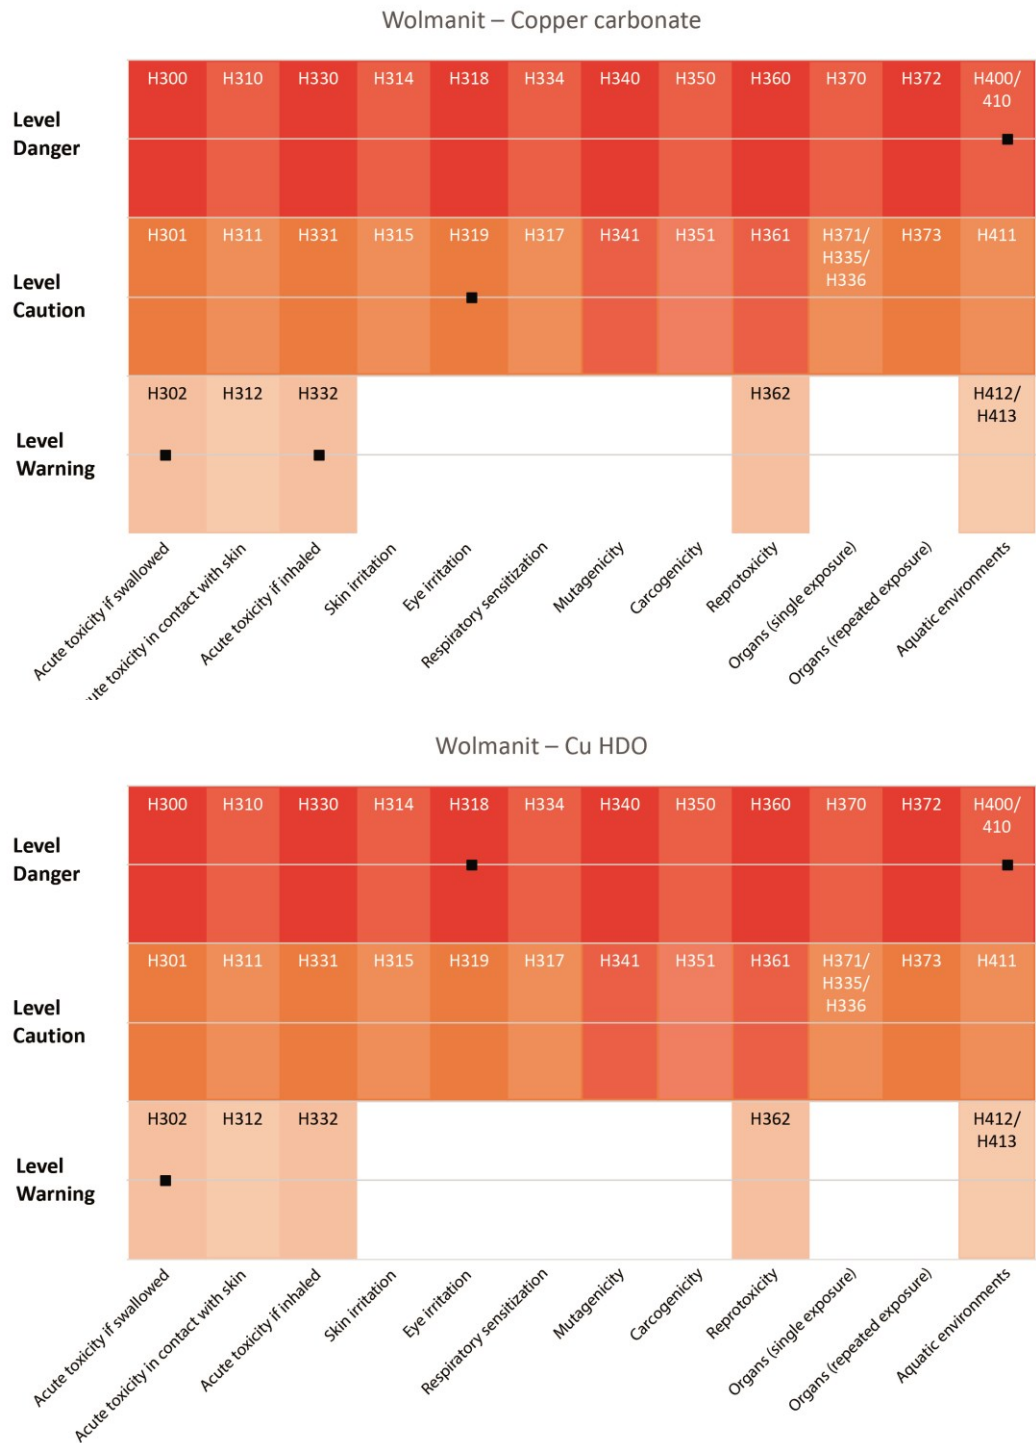 Wolmanit – Copper carbonate
H300 H310 H330 H314 H318 H334 H340 H350 H360 H370 H372 H400/
410
Level
Danger
H301 H311 H331 H315 H319 H317 H341 H351 H361 H371/ H373 H411
H335/
H336
Level
Caution
H302 H312 H332 H362 H412/
H413
Level
Warning
Acute toxicity if swallowed
ute toxicity in contact with skin
Acute toxicity if inhaled
Skin irritation
Eye irritation
Respiratory sensitization
Mutagenicity
Carcogenicity
Reprotoxicity
Organs (single exposure)
Organs (repeated exposure)
Aquatic environments
Wolmanit – Cu HDO
H300 H310 H330 H314 H318 H334 H340 H350 H360 H370 H372 H400/
410
Level
Danger
H301 H311 H331 H315 H319 H317 H341 H351 H361 H371/ H373 H411
H335/
H336
Level
Caution
H302 H312 H332 H362 H412/
H413
Level
Warning
Acute toxicity if swallowed
Acute toxicity in contact with skin
Acute toxicity if inhaled
Skin irritation
Eye irritation
Respiratory sensitization
Mutagenicity
Carcogenicity
Reprotoxicity
Organs (single exposure)
Organs (repeated exposure)
Aquatic environments